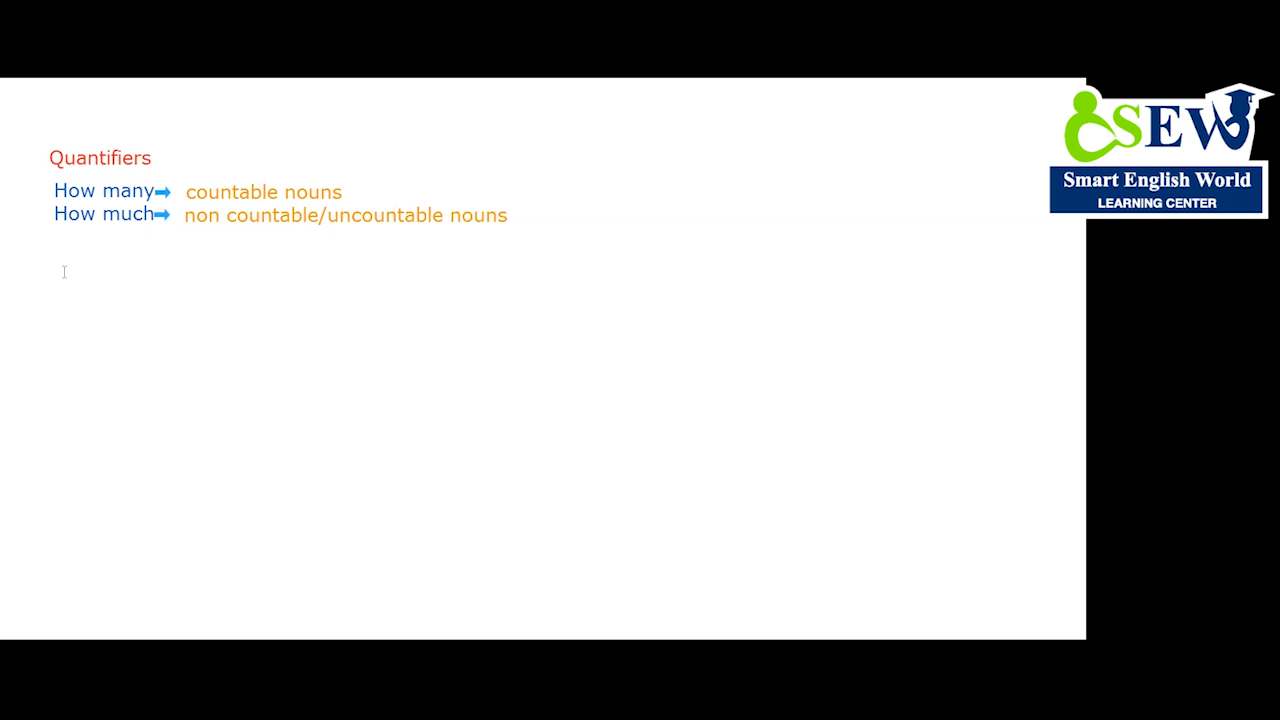 Quantifiers
How many➡ countable nouns
How much➡ non countable/uncountable nouns
SEW
Smart English World
LEARNING CENTER